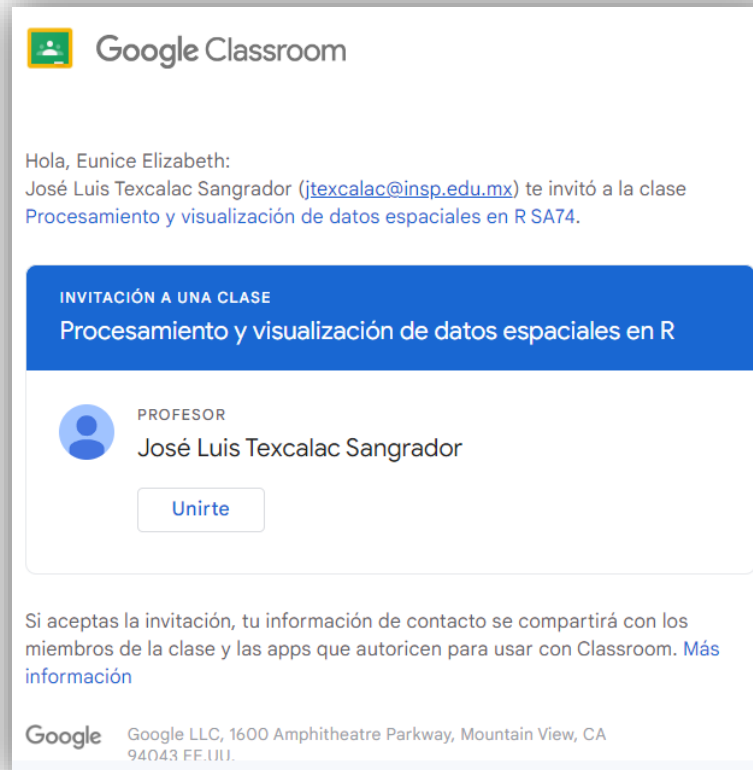 Google Classroom
Hola, Eunice Elizabeth:
José Luis Texcalac Sangrador (jtexcalac@insp.edu.mx) te invitó a la clase
Procesamiento y visualización de datos espaciales en R SA74.
INVITACIÓN A UNA CLASE
Procesamiento y visualización de datos espaciales en R
PROFESOR
José Luis Texcalac Sangrador
Unirte
Si aceptas la invitación, tu información de contacto se compartirá con los
miembros de la clase y las apps que autoricen para usar con Classroom. Más
información
Google Google LLC, 1600 Amphitheatre Parkway, Mountain View, CA
94043 EE.UU.